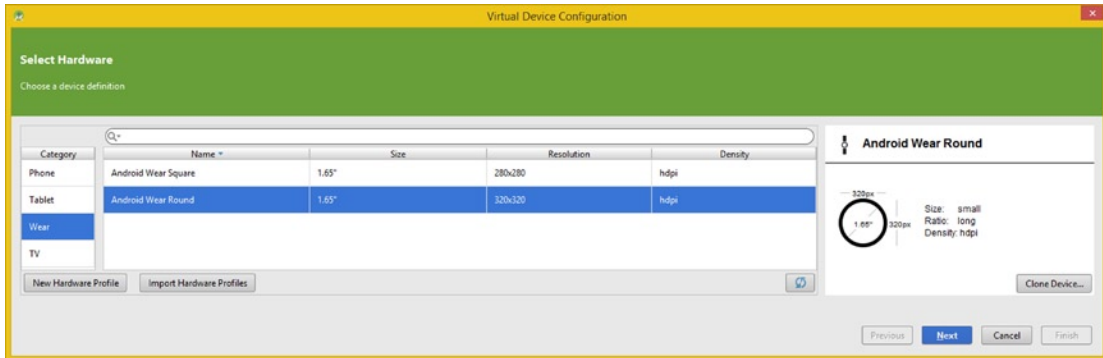 Virtual Device Configuration
Select Hardware
Choose a device definition
Category
Name
Size
Resolution
Density
Phone
Android Wear Square
1.65"
280x280
hdpi
Tablet
Android Wear Round
1.65"
320x320
hdpi
Wear
TV
New Hardware Profile
Import Hardware Profiles
Android Wear Round
320px
1.65"
320px
Size: small
Ratio: long
Density: hdpi
Clone Device...
Previous
Next
Cancel
Finish